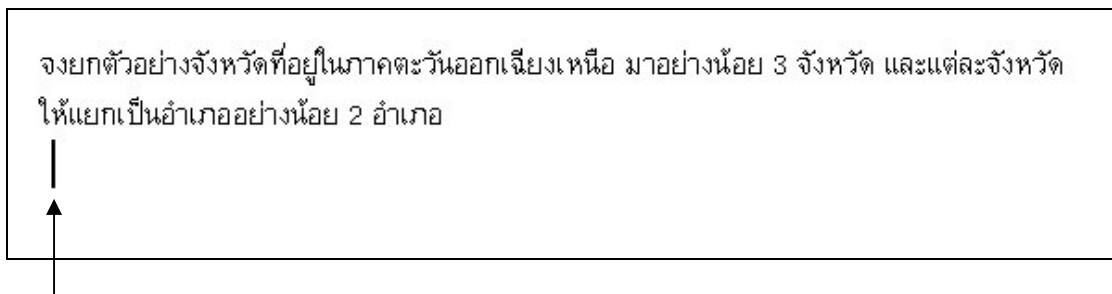 จงยกตัวอย่างจังหวัดที่อยู่ในภาคตะวันออกเฉียงเหนือ มาอย่างน้อย 3 จังหวัด และแต่ละจังหวัด
ให้แยกเป็นอำเภออย่างน้อย 2 อำเภอ